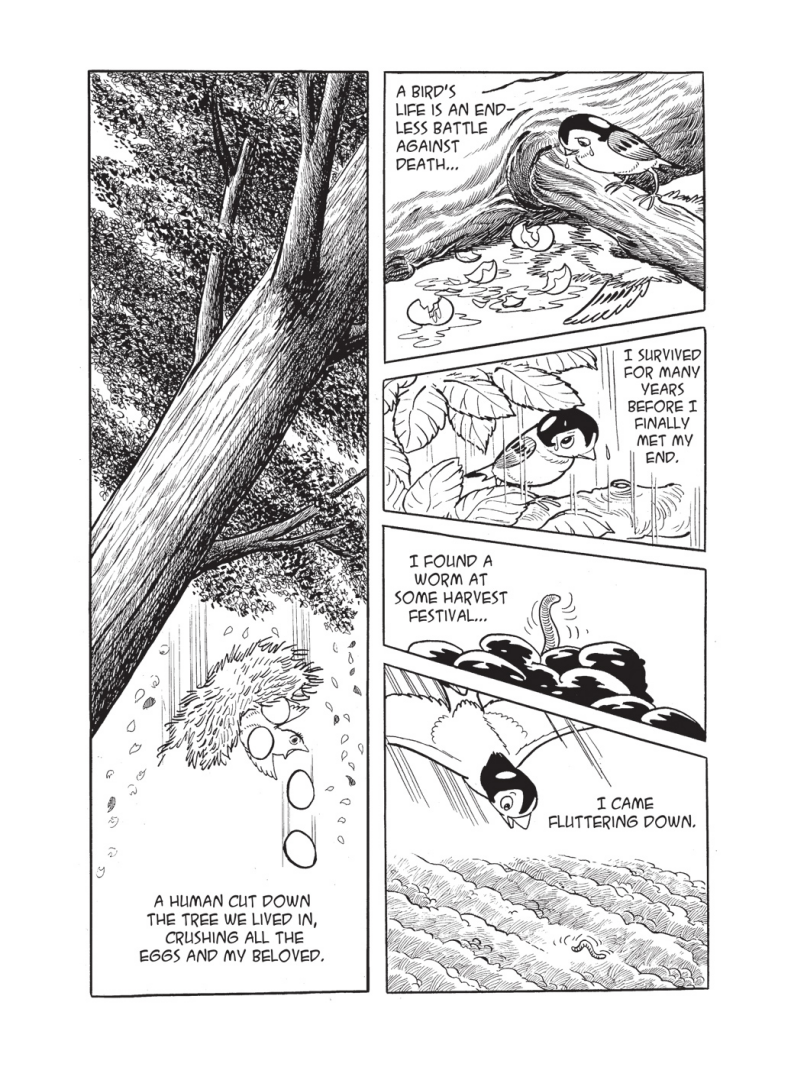 A HUMAN CUT DOWN
THE TREE WE LIVED IN,
CRUSHING ALL THE
EGGS AND MY BELOVED.
A BIRD'S
LIFE IS AN END-
LESS BATTLE
AGAINST
DEATH...
I SURVIVED
FOR MANY
YEARS
BEFORE I
FINALLY
MET MY
END.
I FOUND A
WORM AT
SOME HARVEST
FESTIVAL...
I CAME
FLUTTERING DOWN.